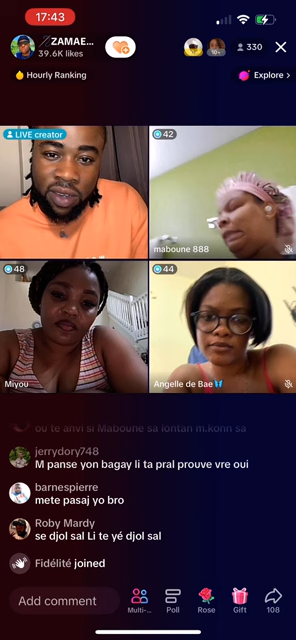 17:43
ZAMAE...
39.6K likes
10+
330
Hourly Ranking
Explore >
LIVE creator
42
maboune 888
48
Miyou
44
Angelle de Bae
ou te anvi si Maboune sa lontan m.konn sa
jerrydory748
M panse yon bagay li ta pral prouve vre oui
barnespierre
mete pasaj yo bro
Roby Mardy
se djol sal Li te yé djol sal
Fidélité joined
Add comment
Multi-...
Poll
Rose
Gift
108